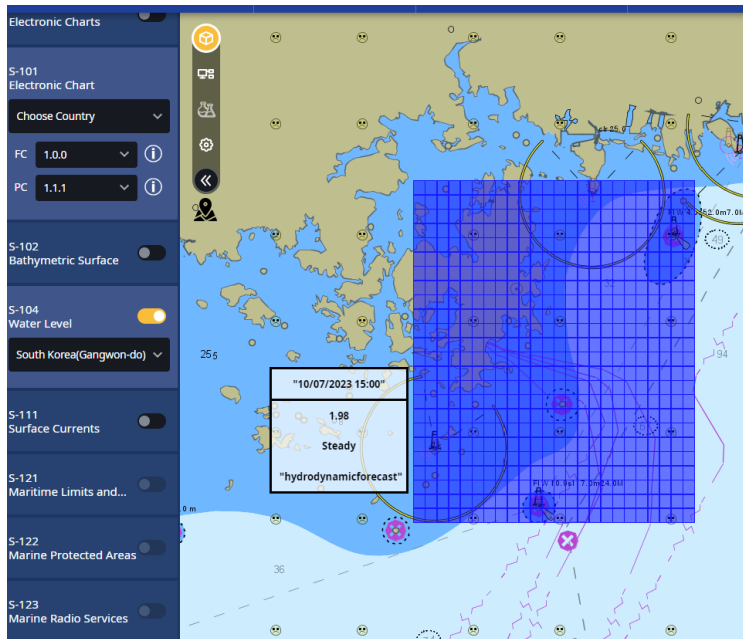 Electronic Charts
S-101
Electronic Chart
Choose Country
FC 1.0.0
PC 1.1.1
S-102
Bathymetric Surface
S-104
Water Level
South Korea(Gangwon-do)
S-111
Surface Currents
S-121
Maritime Limits and...
S-122
Marine Protected Areas
S-123
Marine Radio Services
49
32
255
94
"10/07/2023 15:00"
1.98
Steady
"hydrodynamicforecast"
0 m
36